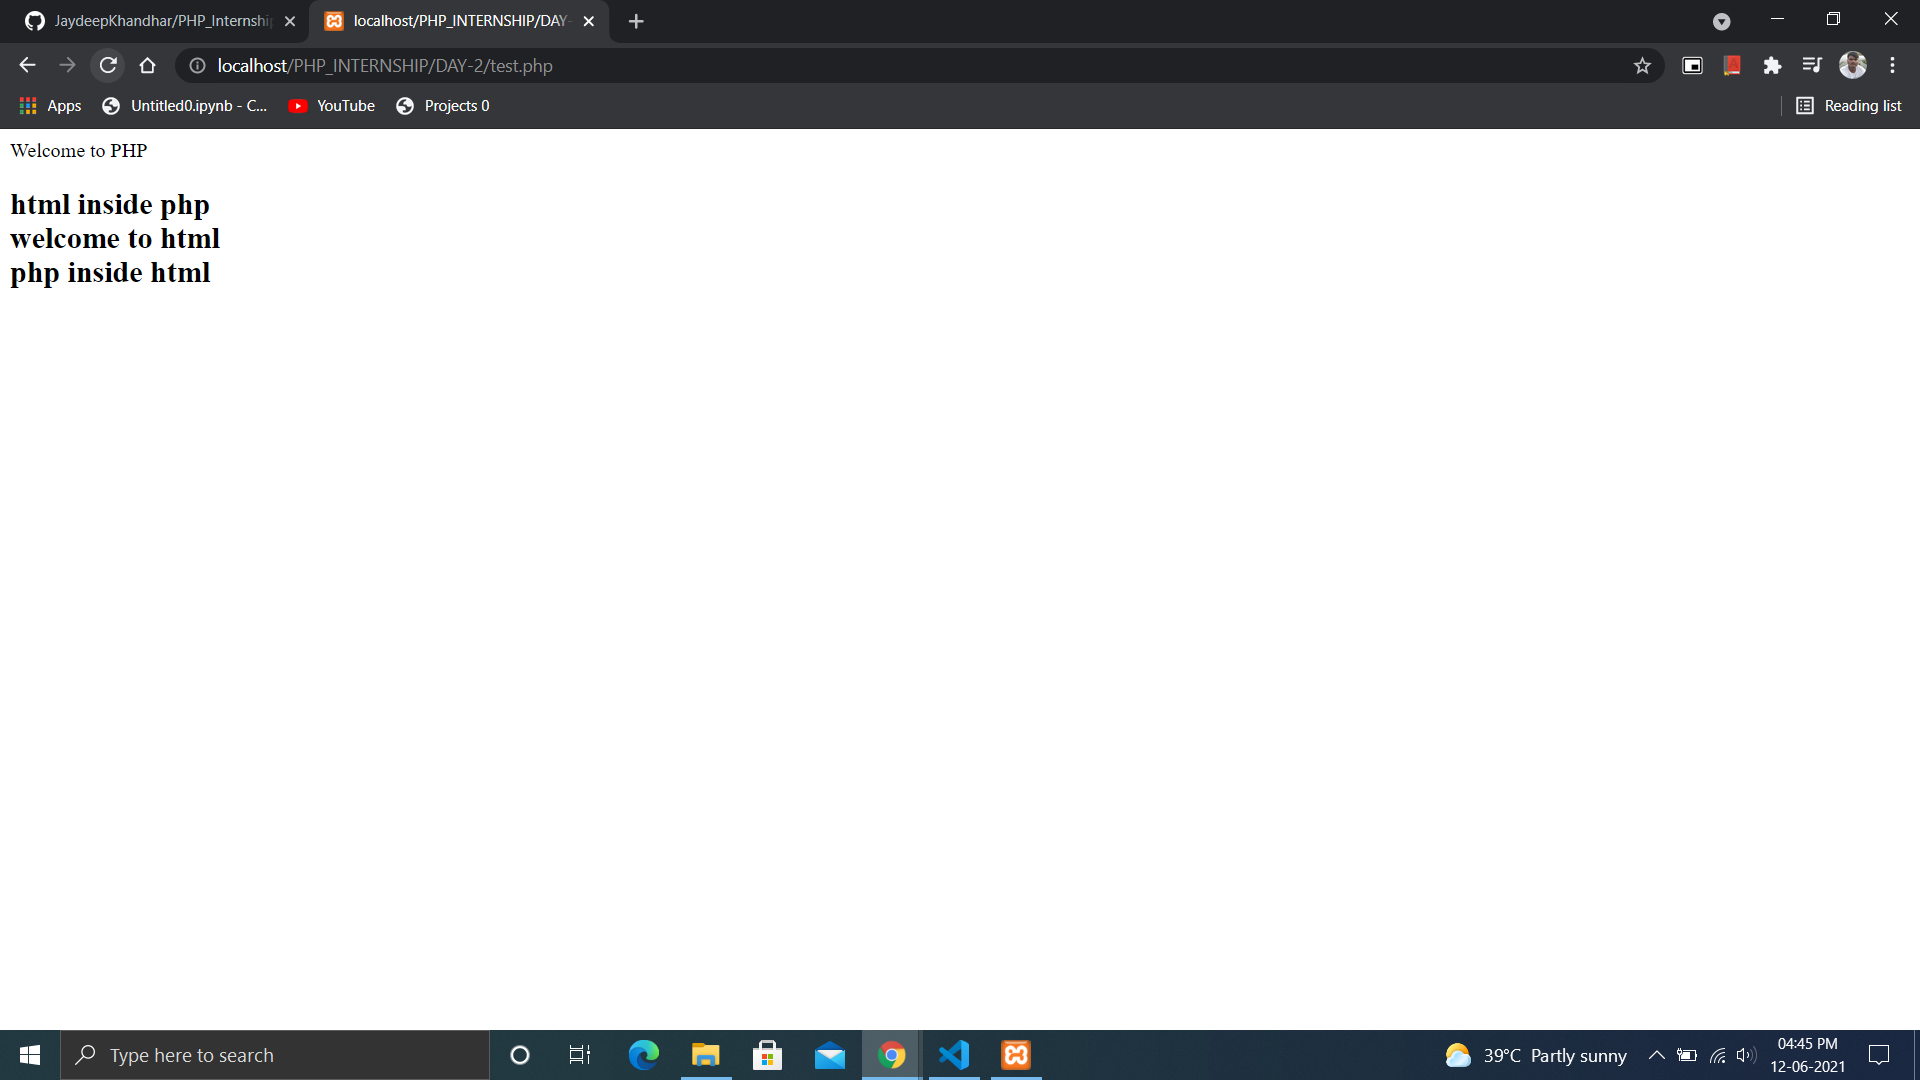 JaydeepKhandhar/PHP_Internship
localhost/PHP_INTERNSHIP/DAY-
localhost/PHP_INTERNSHIP/DAY-2/test.php
Apps
Untitled0.ipynb - C...
YouTube
Projects 0
Reading list
Welcome to PHP
html inside php
welcome to html
php inside html
Type here to search
39°C Partly sunny
04:45 PM
12-06-2021